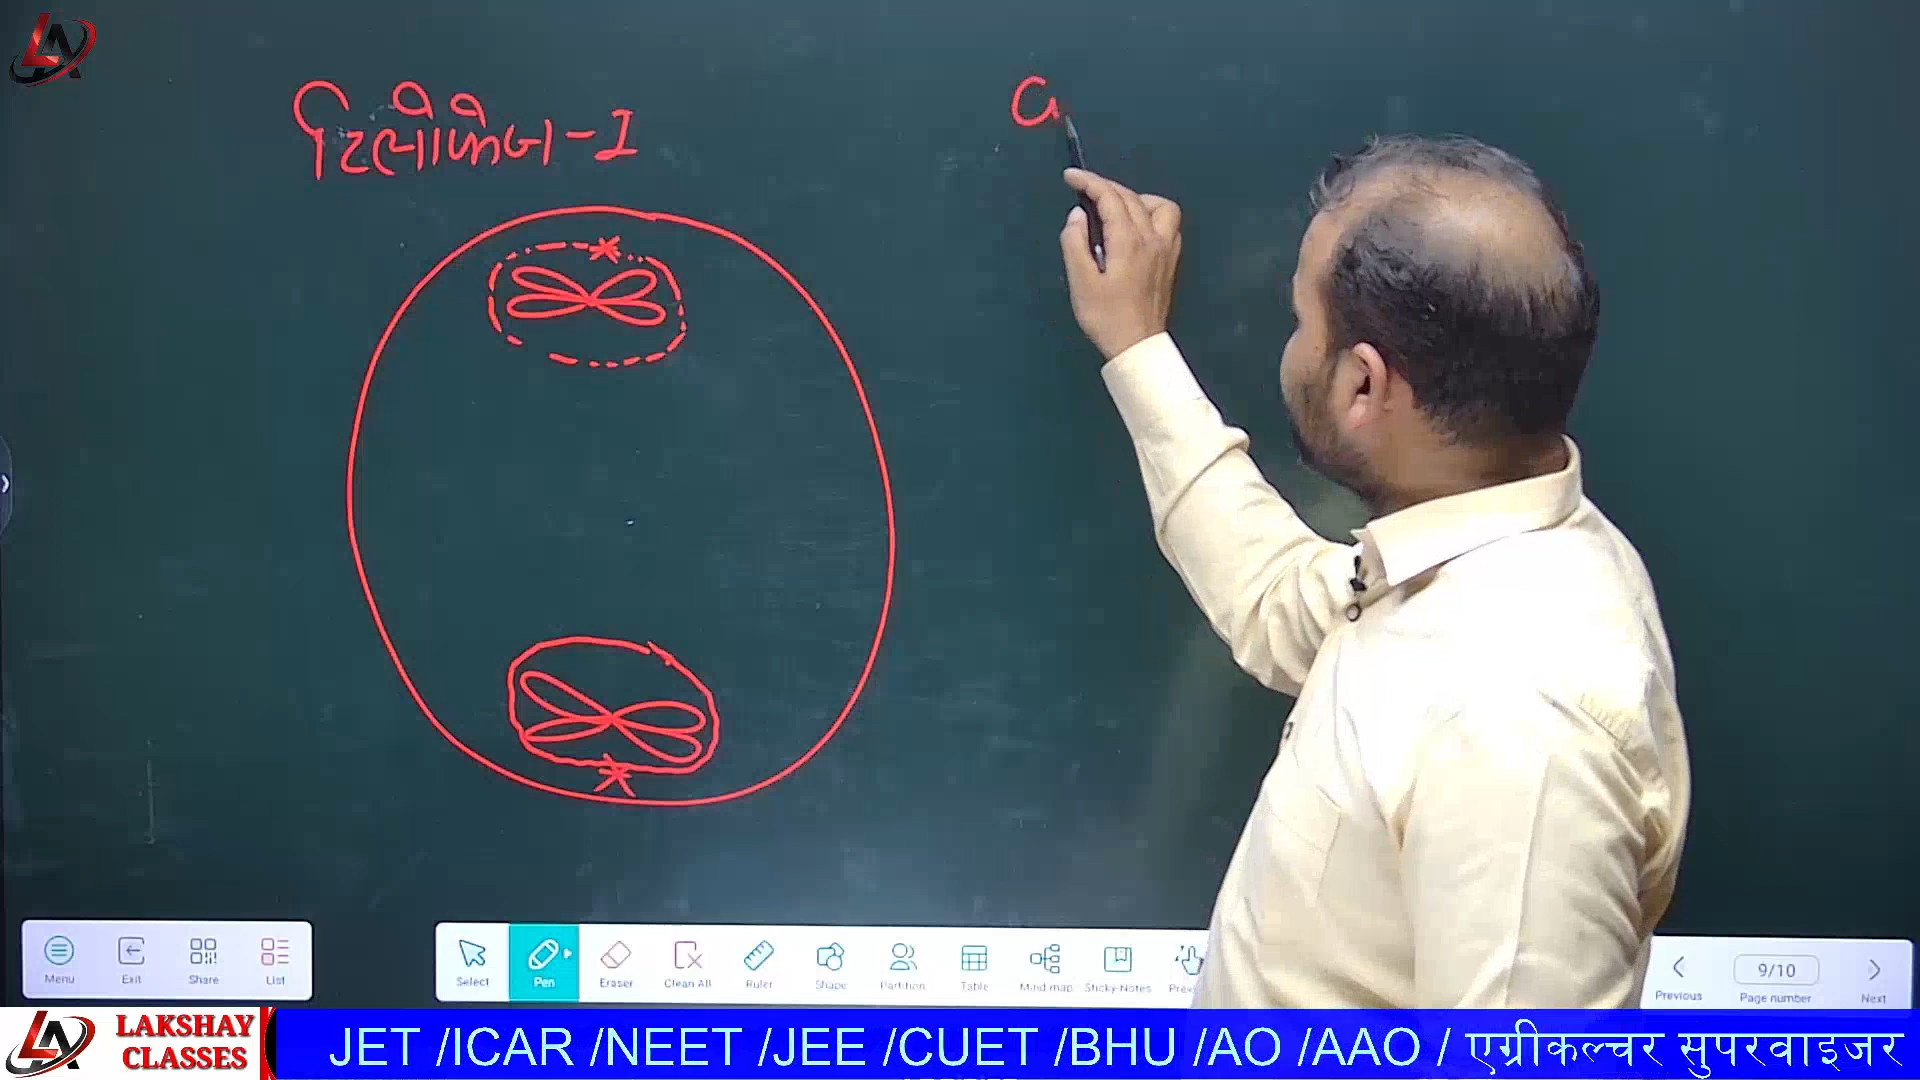 टिलोफेज-I
C
Menu
Exit
Share
List
Select
Pen
Eraser
Clean All
Ruler
Shape
Partition
Table
Mind map
Sticky-Notes
Previous
9/10
Page number
Next
LAKSHAY CLASSES
JET /ICAR /NEET /JEE /CUET /BHU /AO /AAO / एग्रीकल्चर सुपरवाइजर